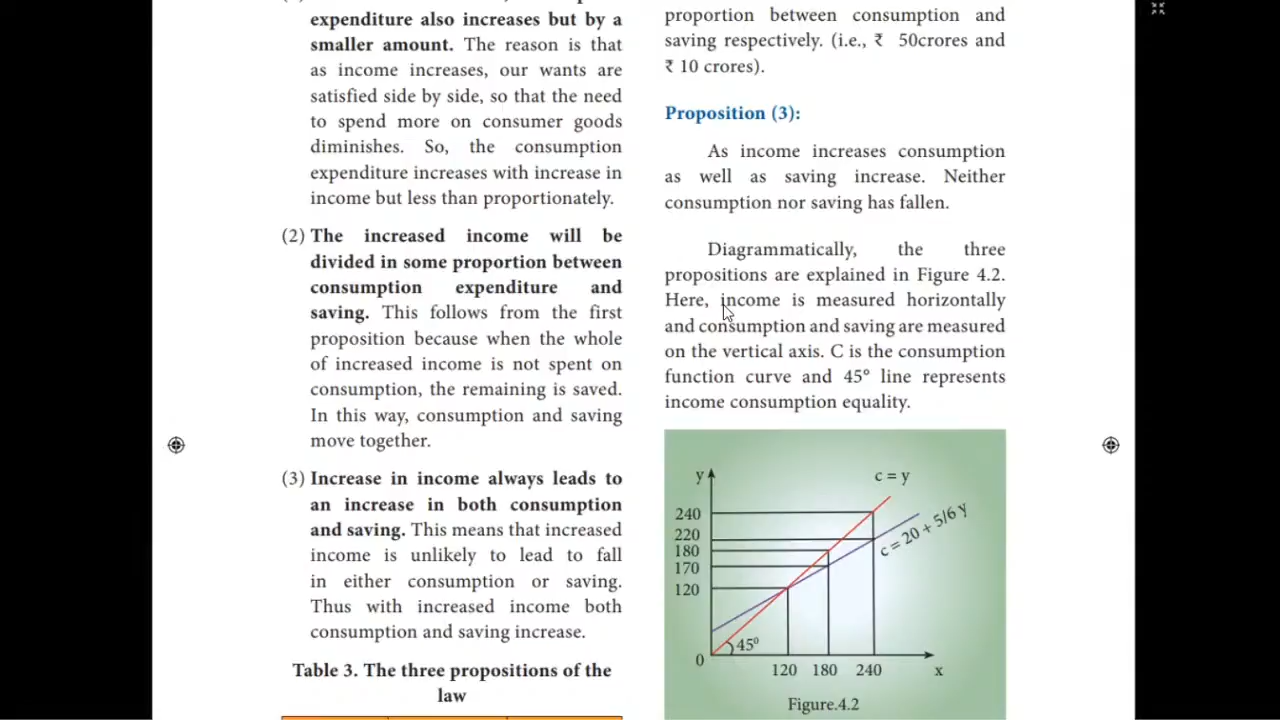 expenditure also increases but by a
smaller amount. The reason is that
as income increases, our wants are
satisfied side by side, so that the need
to spend more on consumer goods
diminishes. So, the consumption
expenditure increases with increase in
income but less than proportionately.
(2) The increased income will be
divided in some proportion between
consumption expenditure and
saving. This follows from the first
proposition because when the whole
of increased income is not spent on
consumption, the remaining is saved.
In this way, consumption and saving
move together.
(3) Increase in income always leads to
an increase in both consumption
and saving. This means that increased
income is unlikely to lead to fall
in either consumption or saving.
Thus with increased income both
consumption and saving increase.
Table 3. The three propositions of the
law
proportion between consumption and
saving respectively. (i.e., ₹ 50crores and
₹ 10 crores).
Proposition (3):
As income increases consumption
as well as saving increase. Neither
consumption nor saving has fallen.
Diagrammatically, the three
propositions are explained in Figure 4.2.
Here, income is measured horizontally
and consumption and saving are measured
on the vertical axis. C is the consumption
function curve and 45° line represents
income consumption equality.
y
c = y
240
220
180
170
120
c = 20 + 5/6 y
45⁰
0
120 180 240
x
Figure.4.2